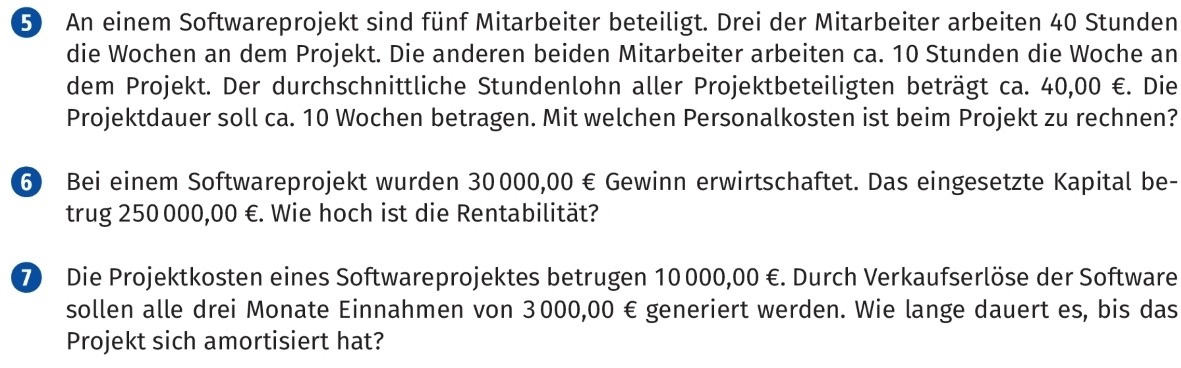 5 An einem Softwareprojekt sind fünf Mitarbeiter beteiligt. Drei der Mitarbeiter arbeiten 40 Stunden
die Wochen an dem Projekt. Die anderen beiden Mitarbeiter arbeiten ca. 10 Stunden die Woche an
dem Projekt. Der durchschnittliche Stundenlohn aller Projektbeteiligten beträgt ca. 40,00 €. Die
Projektdauer soll ca. 10 Wochen betragen. Mit welchen Personalkosten ist beim Projekt zu rechnen?
6 Bei einem Softwareprojekt wurden 30 000,00 € Gewinn erwirtschaftet. Das eingesetzte Kapital be-
trug 250 000,00 €. Wie hoch ist die Rentabilität?
7 Die Projektkosten eines Softwareprojektes betrugen 10 000,00 €. Durch Verkaufserlöse der Software
sollen alle drei Monate Einnahmen von 3 000,00 € generiert werden. Wie lange dauert es, bis das
Projekt sich amortisiert hat?